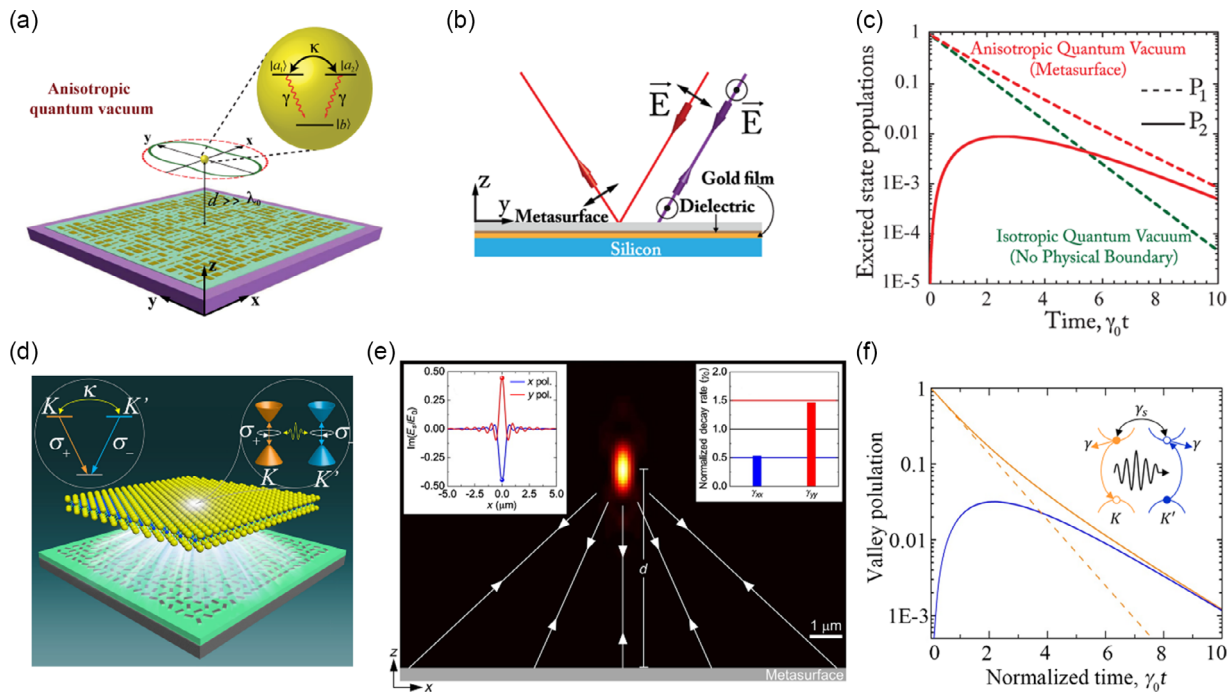 (a)
Anisotropic
quantum vacuum
κ
|a₁⟩
|a₂⟩
γ
γ
|b⟩
y
x
d >> λ₀
z
y
x
(b)
E
E
Z
y
Metasurface
Gold film
Dielectric
Silicon
(c)
Excited state populations
1
0.1
0.01
1E-3
1E-4
1E-5
Anisotropic Quantum Vacuum
(Metasurface)
P₁
P₂
Isotropic Quantum Vacuum
(No Physical Boundary)
0
2
4
6
8
10
Time, γ₀t
(d)
κ
K
K′
σ₊
σ₋
σ₊
σ₋
K
K′
(e)
0.50
0.25
0.00
-0.25
-0.50
x pol.
y pol.
-5.0
-2.5
0.0
2.5
5.0
x (μm)
Normalized decay rate (γ₀)
2.0
1.5
1.0
0.5
0.0
γxx
γyy
d
1 μm
z
x
Metasurface
(f)
Valley polulation
1
0.1
0.01
1E-3
γₛ
γ
γ
K
K′
0
2
4
6
8
10
Normalized time, γ₀t